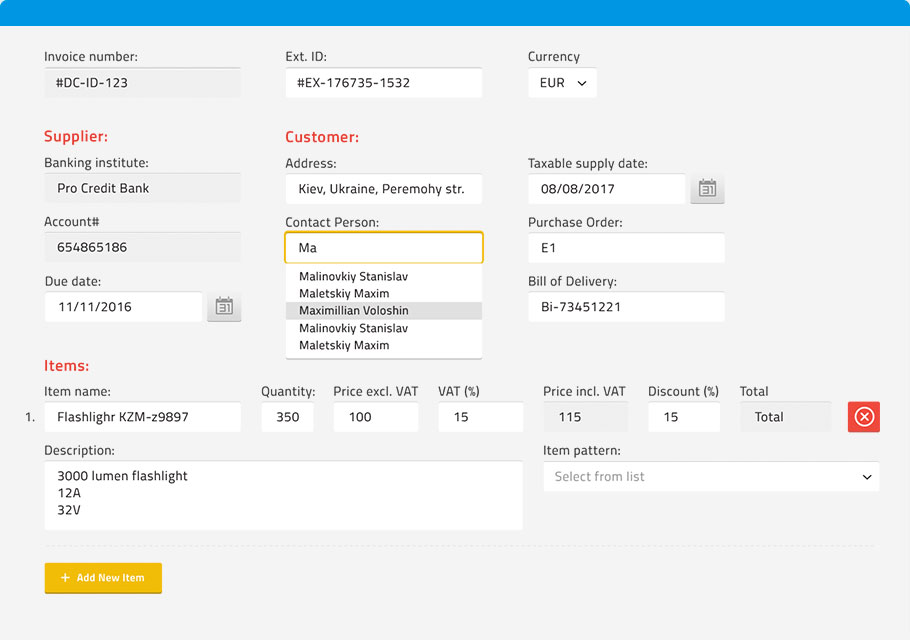 Invoice number:
Ext. ID:
Currency
#DC-ID-123
#EX-176735-1532
EUR
Supplier:
Customer:
Banking institute:
Address:
Taxable supply date:
Pro Credit Bank
Kiev, Ukraine, Peremohy str.
08/08/2017
31
Account#
Contact Person:
Purchase Order:
654865186
Ma
E1
Malinovkiy Stanislav
Maletskiy Maxim
Maximillian Voloshin
Malinovkiy Stanislav
Maletskiy Maxim
Due date:
Bill of Delivery:
11/11/2016
31
Bi-73451221
Items:
Item name:
Quantity:
Price excl. VAT
VAT (%)
Price incl. VAT
Discount (%)
Total
1.
Flashlighr KZM-z9897
350
100
15
115
15
Total
Description:
Item pattern:
3000 lumen flashlight
12A
32V
Select from list
+ Add New Item